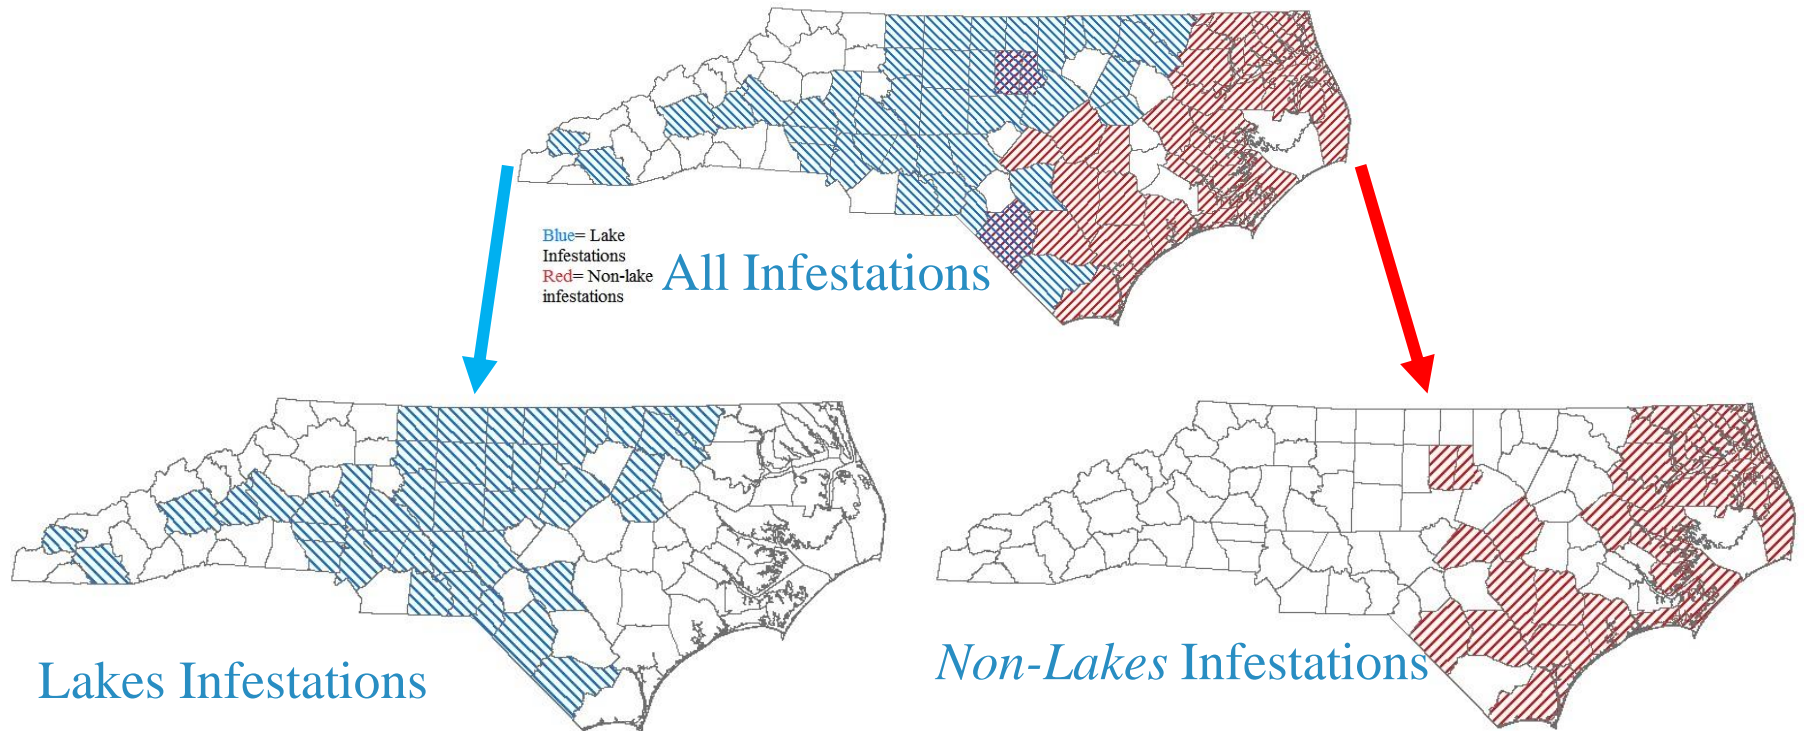 Blue= Lake
Infestations
Red= Non-lake
infestations
All Infestations
Lakes Infestations
Non-Lakes Infestations